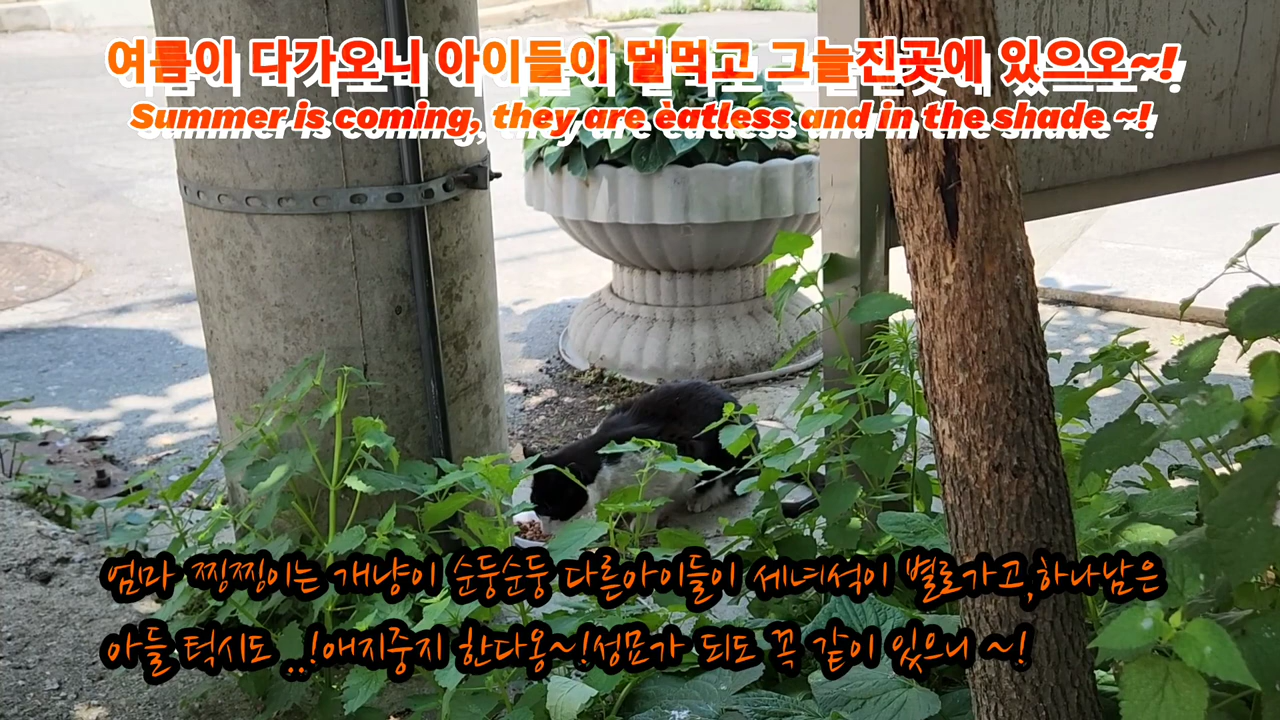 여름이 다가오니 아이들이 덜먹고 그늘진곳에 있으오~!
Summer is coming, they are èatless and in the shade ~!
엄마 찡찡이는 개냥이 순둥순둥 다른아이들이 세녀석이 별로가고,하나남은
아들 턱시도 ..!애지중지 한다옹~!성묘가 되도 꼭 같이 있으니 ~!